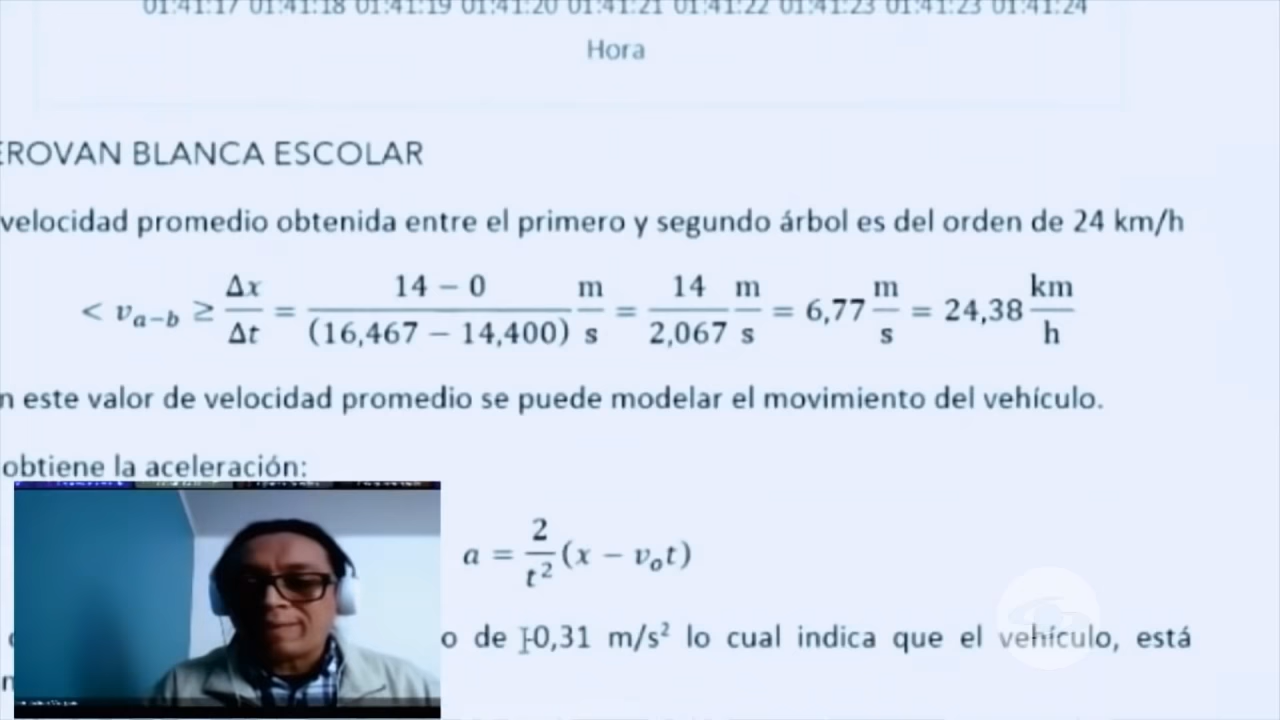 01:41:17 01:41:18 01:41:19 01:41:20 01:41:21 01:41:22 01:41:23 01:41:23 01:41:24
Hora
EROVAN BLANCA ESCOLAR
velocidad promedio obtenida entre el primero y segundo árbol es del orden de 24 km/h
< v_{a−b} ≥ Δx/Δt = (14 − 0)/(16,467 − 14,400) m/s = 14/2,067 m/s = 6,77 m/s = 24,38 km/h
n este valor de velocidad promedio se puede modelar el movimiento del vehículo.
obtiene la aceleración:
a = 2/t² (x − vₒt)
o de -0,31 m/s² lo cual indica que el vehículo, está